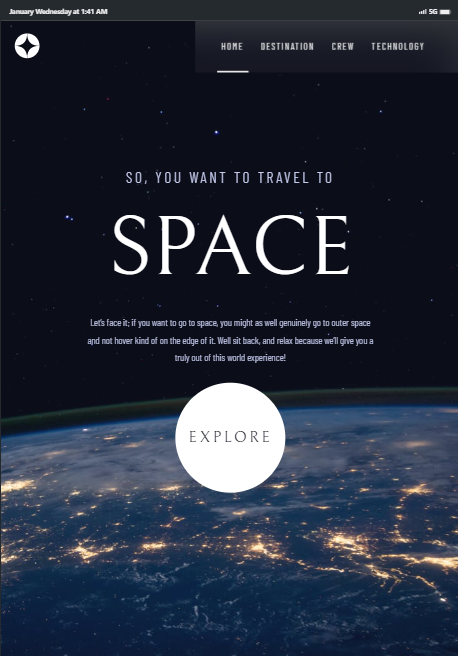 January Wednesday at 1:41 AM
5G
HOME DESTINATION CREW TECHNOLOGY
SO, YOU WANT TO TRAVEL TO
SPACE
Let's face it; if you want to go to space, you might as well genuinely go to outer space
and not hover kind of on the edge of it. Well sit back, and relax because we'll give you a
truly out of this world experience!
EXPLORE